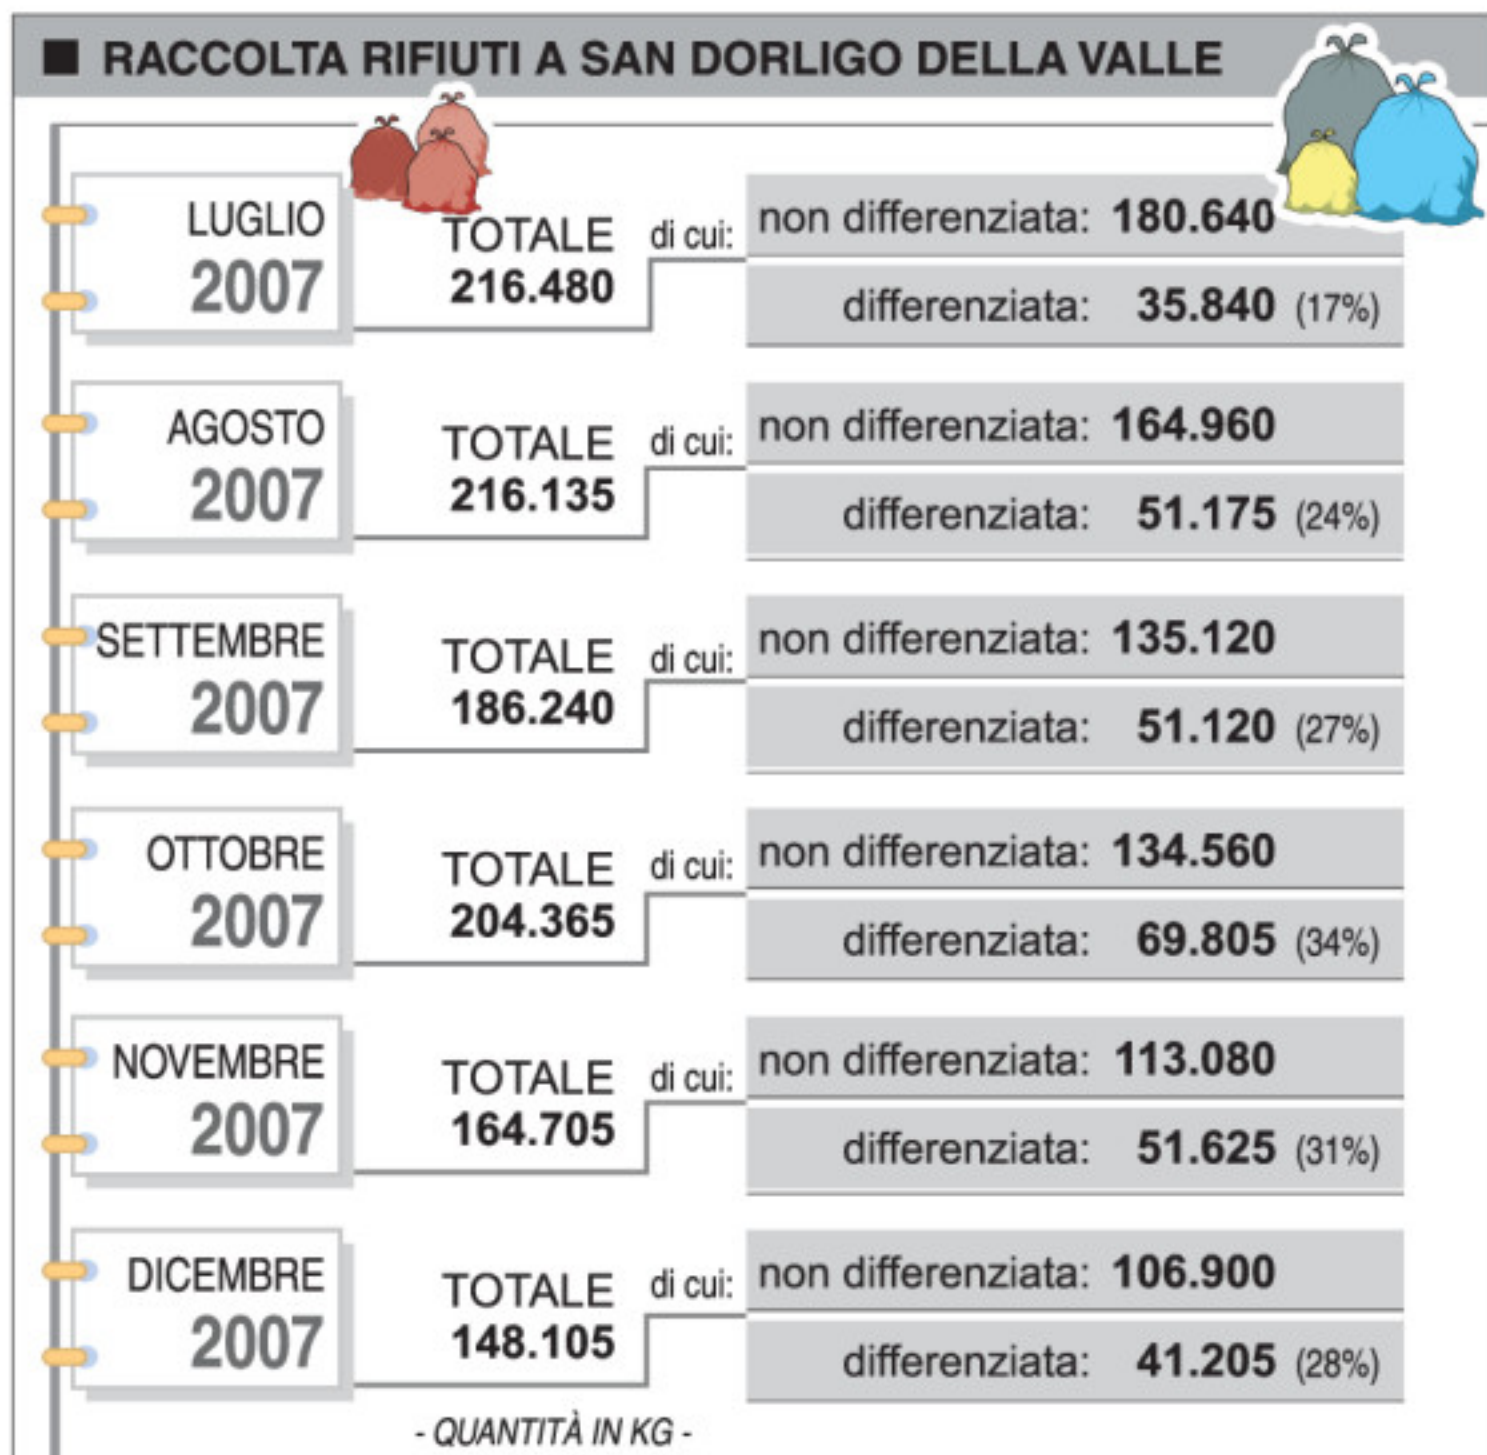 RACCOLTA RIFIUTI A SAN DORLIGO DELLA VALLE
LUGLIO
2007
TOTALE
216.480
di cui:
non differenziata: 180.640
differenziata: 35.840 (17%)
AGOSTO
2007
TOTALE
216.135
di cui:
non differenziata: 164.960
differenziata: 51.175 (24%)
SETTEMBRE
2007
TOTALE
186.240
di cui:
non differenziata: 135.120
differenziata: 51.120 (27%)
OTTOBRE
2007
TOTALE
204.365
di cui:
non differenziata: 134.560
differenziata: 69.805 (34%)
NOVEMBRE
2007
TOTALE
164.705
di cui:
non differenziata: 113.080
differenziata: 51.625 (31%)
DICEMBRE
2007
TOTALE
148.105
di cui:
non differenziata: 106.900
differenziata: 41.205 (28%)
- QUANTITÀ IN KG -